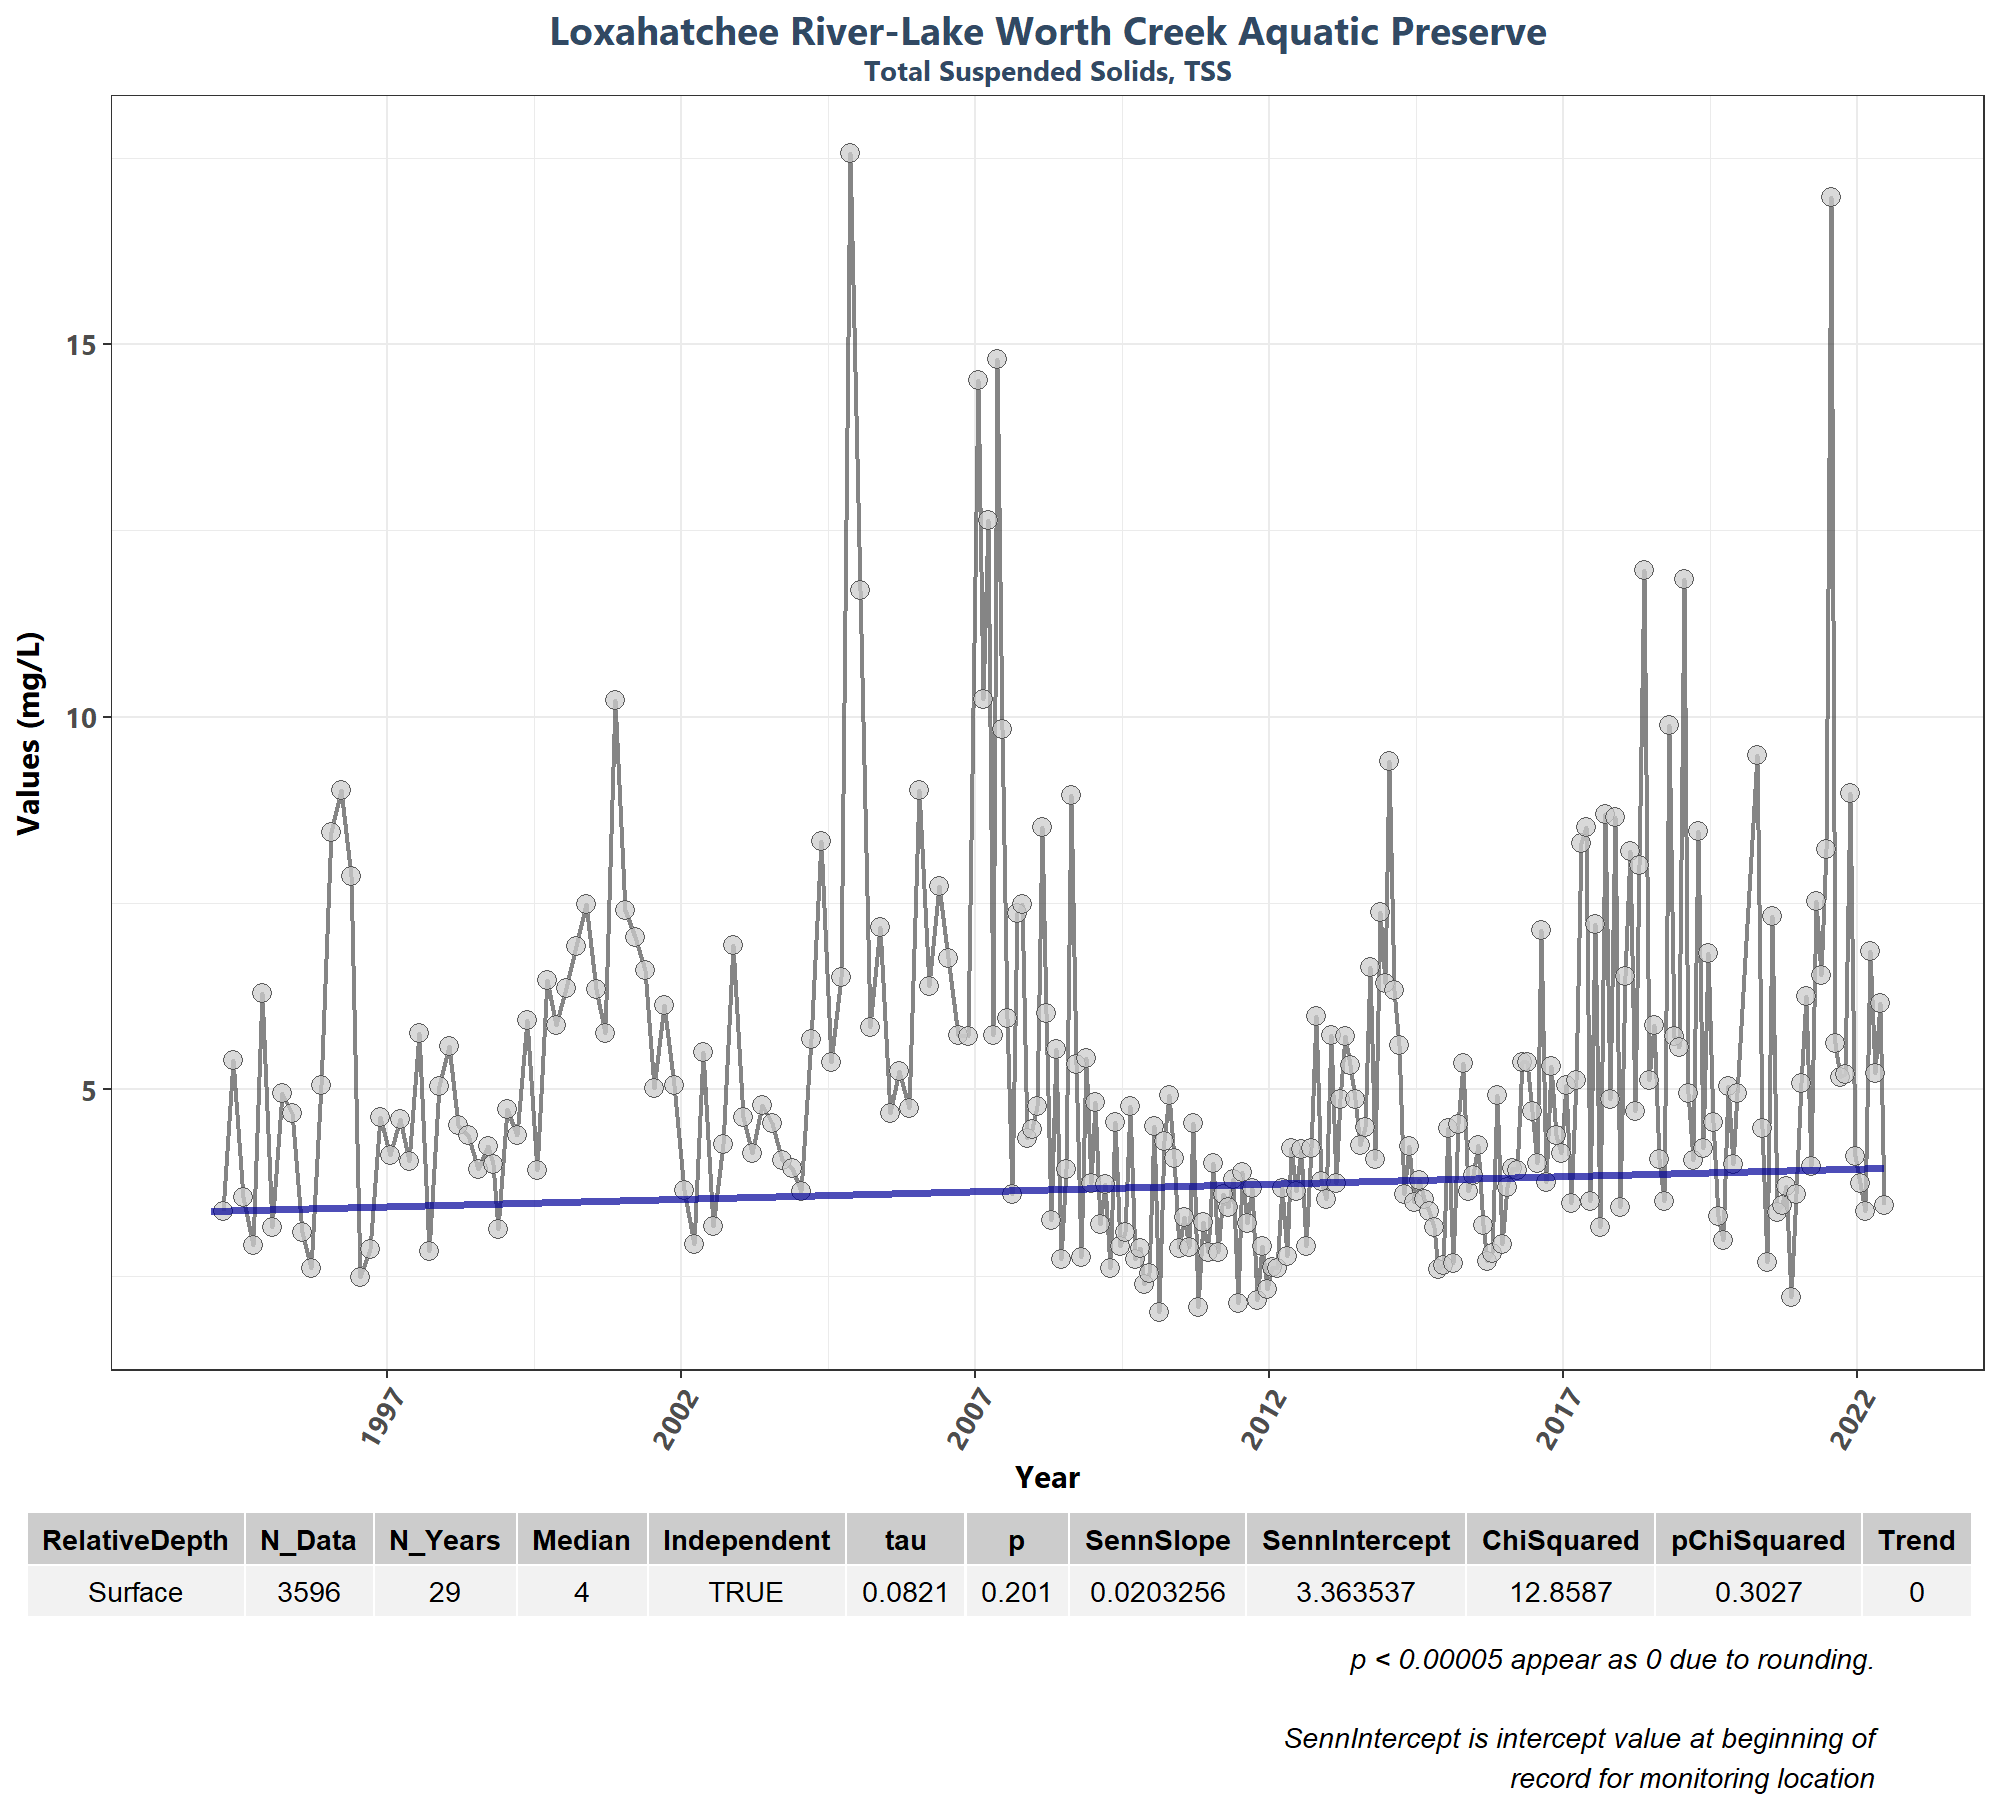 Loxahatchee River-Lake Worth Creek Aquatic Preserve
Total Suspended Solids, TSS
Values (mg/L)
15
10
5
1997
2002
2007
2012
2017
2022
Year
RelativeDepth N_Data N_Years Median Independent tau p SennSlope SennIntercept ChiSquared pChiSquared Trend
Surface 3596 29 4 TRUE 0.0821 0.201 0.0203256 3.363537 12.8587 0.3027 0
p < 0.00005 appear as 0 due to rounding.
SennIntercept is intercept value at beginning of
record for monitoring location